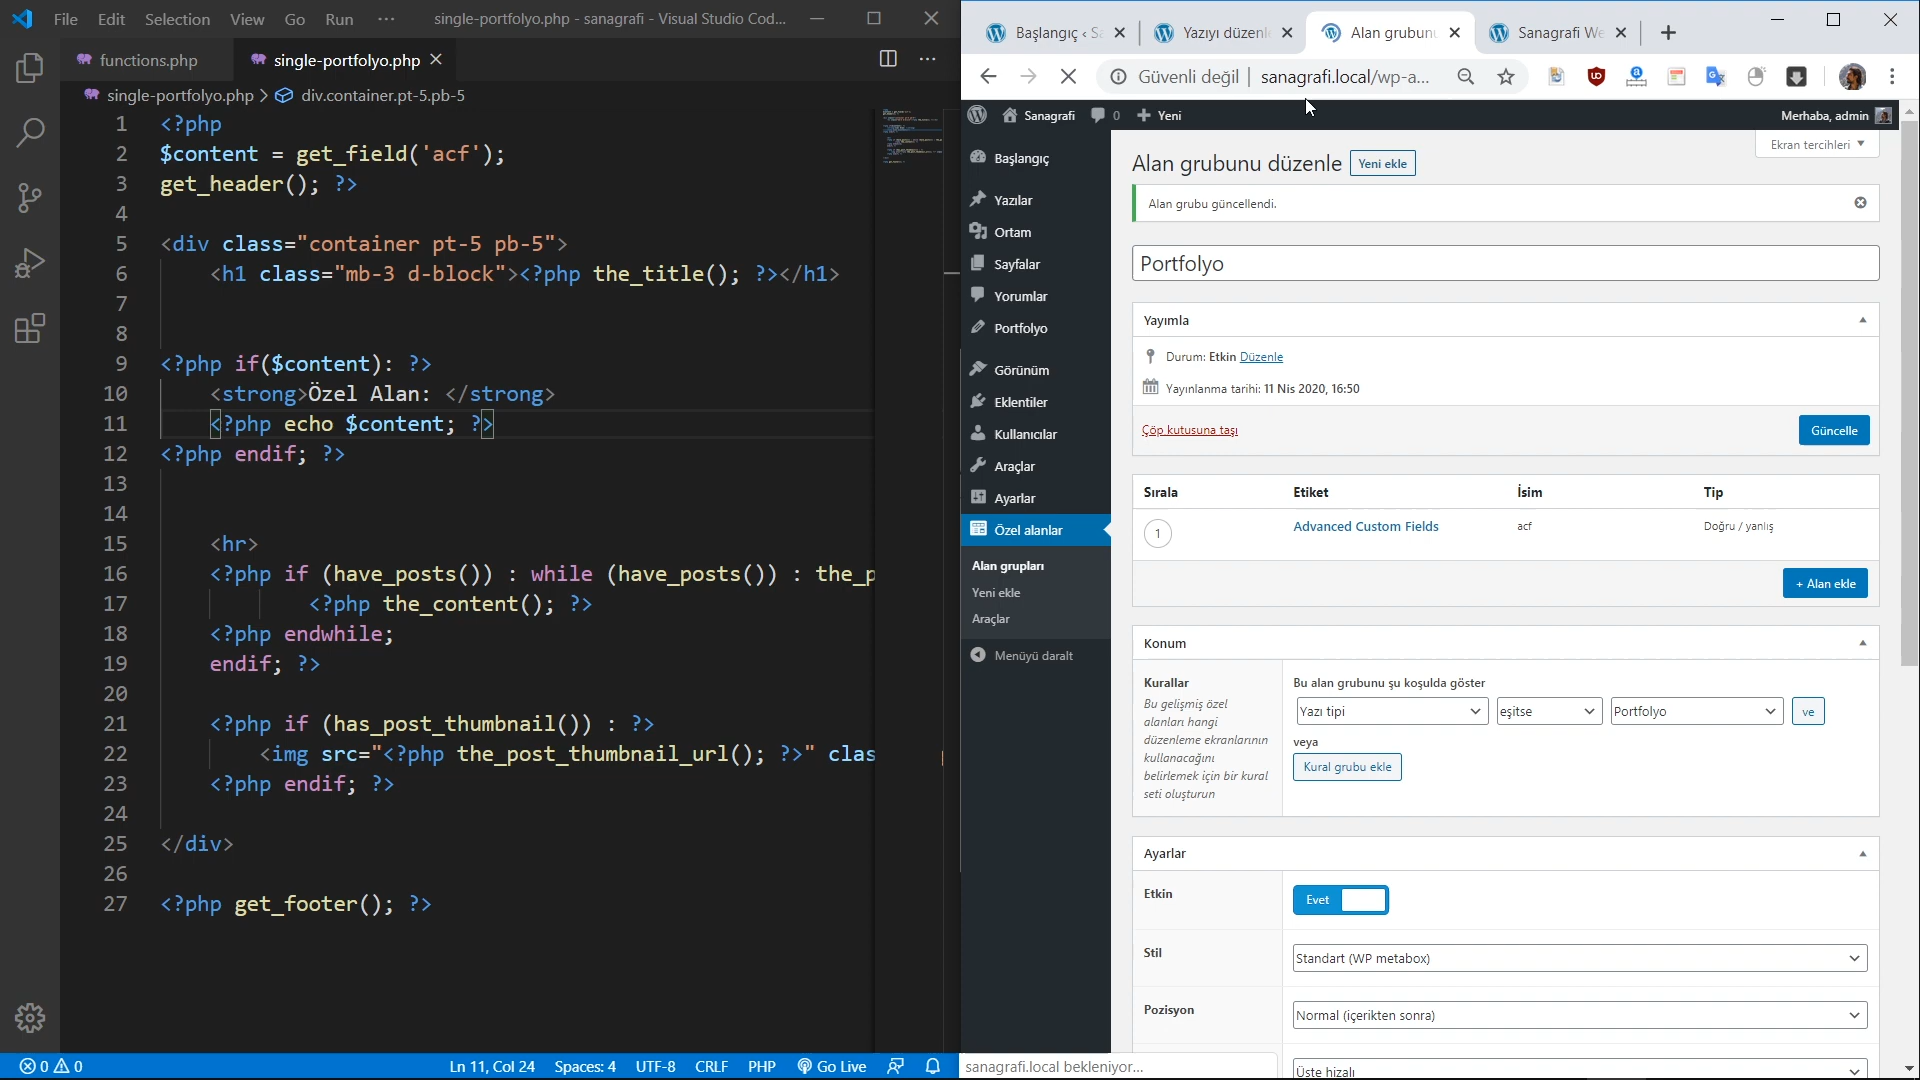 File Edit Selection View Go Run ··· single-portfolyo.php - sanagrafi - Visual Studio Cod...
functions.php single-portfolyo.php
single-portfolyo.php > div.container.pt-5.pb-5
1 <?php
2 $content = get_field('acf');
3 get_header(); ?>
4
5 <div class="container pt-5 pb-5">
6 <h1 class="mb-3 d-block"><?php the_title(); ?></h1>
7
8
9 <?php if($content): ?>
10 <strong>Özel Alan: </strong>
11 <?php echo $content; ?>
12 <?php endif; ?>
13
14
15 <hr>
16 <?php if (have_posts()) : while (have_posts()) : the_p
17 <?php the_content(); ?>
18 <?php endwhile;
19 endif; ?>
20
21 <?php if (has_post_thumbnail()) : ?>
22 <img src="<?php the_post_thumbnail_url(); ?>" clas
23 <?php endif; ?>
24
25 </div>
26
27 <?php get_footer(); ?>
0 0 Ln 11, Col 24 Spaces: 4 UTF-8 CRLF PHP Go Live
Başlangıç ‹ Sa Yazıyı düzenle Alan grubunu Sanagrafi We
Güvenli değil sanagrafi.local/wp-a...
Sanagrafi 0 Yeni Merhaba, admin
Başlangıç
Yazılar
Ortam
Sayfalar
Yorumlar
Portfolyo
Görünüm
Eklentiler
Kullanıcılar
Araçlar
Ayarlar
Özel alanlar
Alan grupları
Yeni ekle
Araçlar
Menüyü daralt
Ekran tercihleri
Alan grubunu düzenle Yeni ekle
Alan grubu güncellendi.
Portfolyo
Yayımla
Durum: Etkin Düzenle
Yayınlanma tarihi: 11 Nis 2020, 16:50
Çöp kutusuna taşı Güncelle
Sırala Etiket İsim Tip
1 Advanced Custom Fields acf Doğru / yanlış
+ Alan ekle
Konum
Kurallar
Bu gelişmiş özel
alanları hangi
düzenleme ekranlarının
kullanacağını
belirlemek için bir kural
seti oluşturun
Bu alan grubunu şu koşulda göster
Yazı tipi eşitse Portfolyo ve
veya
Kural grubu ekle
Ayarlar
Etkin Evet
Stil Standart (WP metabox)
Pozisyon Normal (içerikten sonra)
Üste hizalı
sanagrafi.local bekleniyor...